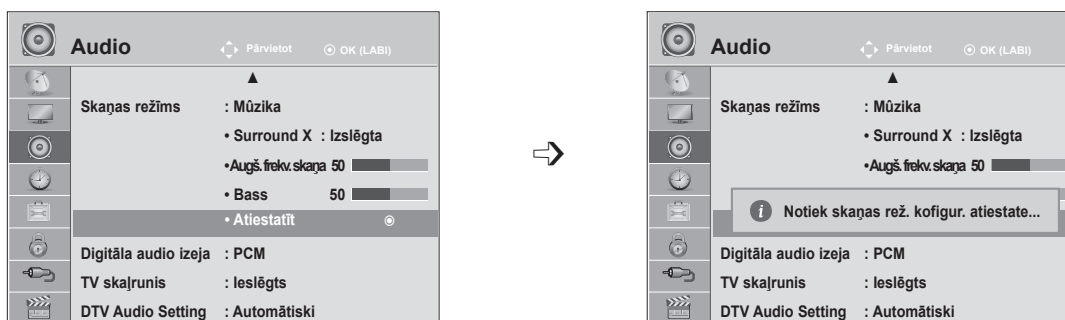 Audio
Pārvietot
OK (LABI)
Skaņas režīms : Mûzika
• Surround X : Izslēgta
•Augš. frekv. skaņa 50
• Bass 50
• Atiestatīt
Digitāla audio izeja : PCM
TV skaļrunis : Ieslēgts
DTV Audio Setting : Automātiski
Audio
Pārvietot
OK (LABI)
Skaņas režīms : Mûzika
• Surround X : Izslēgta
•Augš. frekv. skaņa 50
Notiek skaņas rež. kofigur. atiestate...
Digitāla audio izeja : PCM
TV skaļrunis : Ieslēgts
DTV Audio Setting : Automātiski